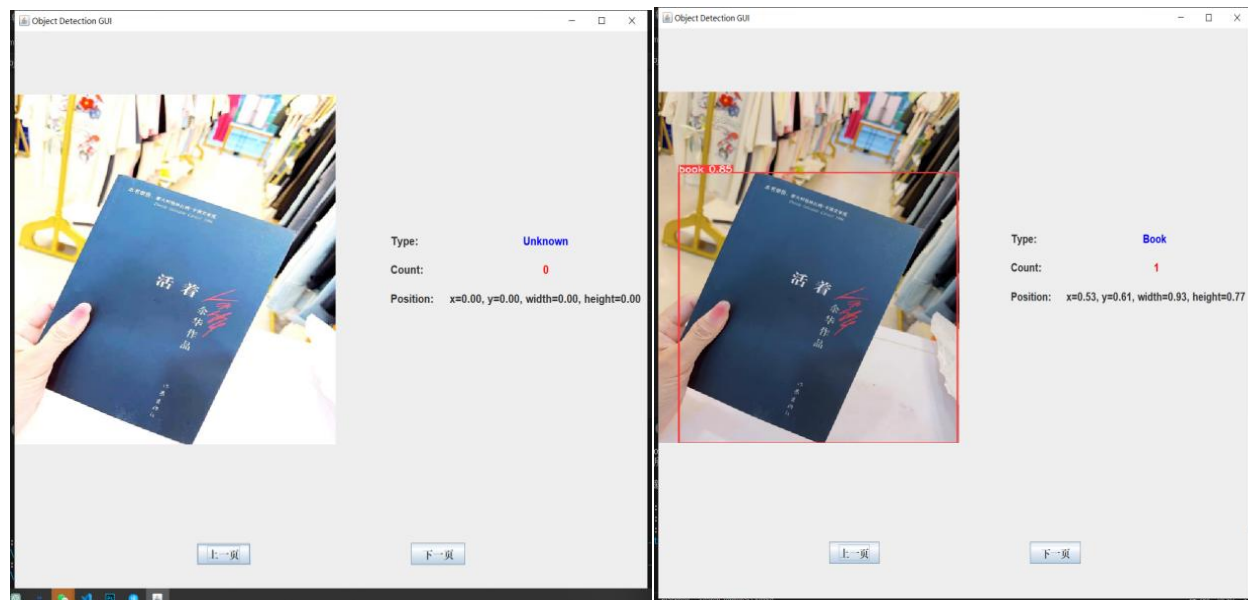 Object Detection GUI
活着
余华作品
Type: Unknown
Count: 0
Position: x=0.00, y=0.00, width=0.00, height=0.00
上一页
下一页
Object Detection GUI
book 0.85
活着
余华作品
Type: Book
Count: 1
Position: x=0.53, y=0.61, width=0.93, height=0.77
上一页
下一页